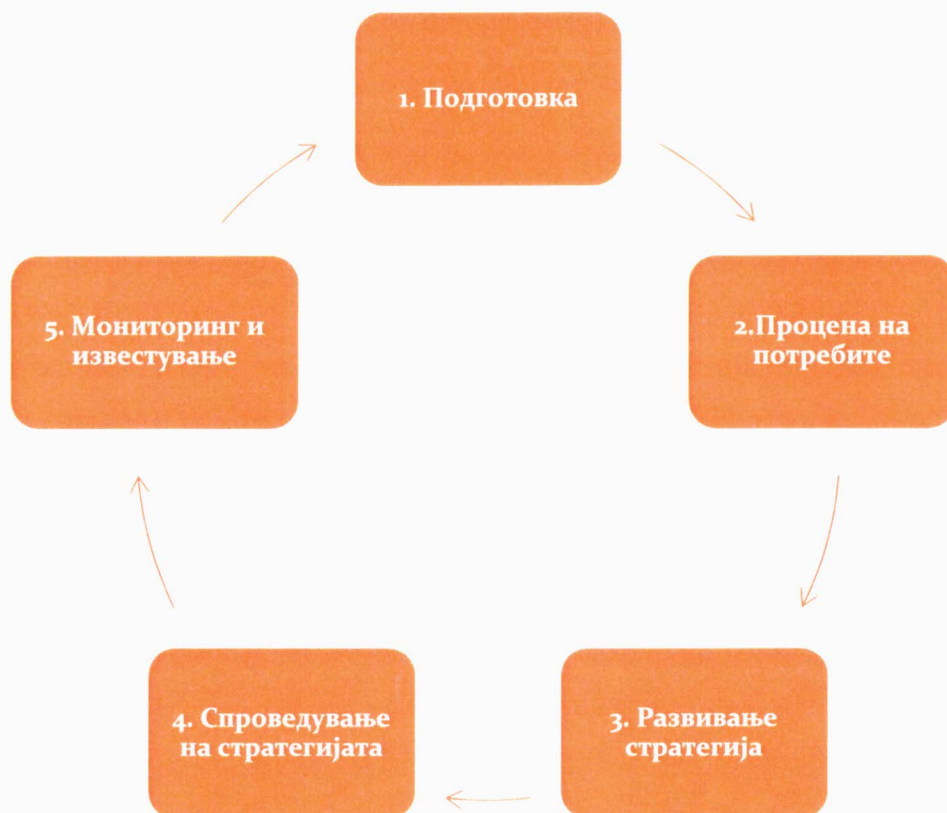 1. Подготовка
2.Процена на
потребите
3. Развивање
стратегија
4. Спроведување
на стратегијата
5. Мониторинг и
известување